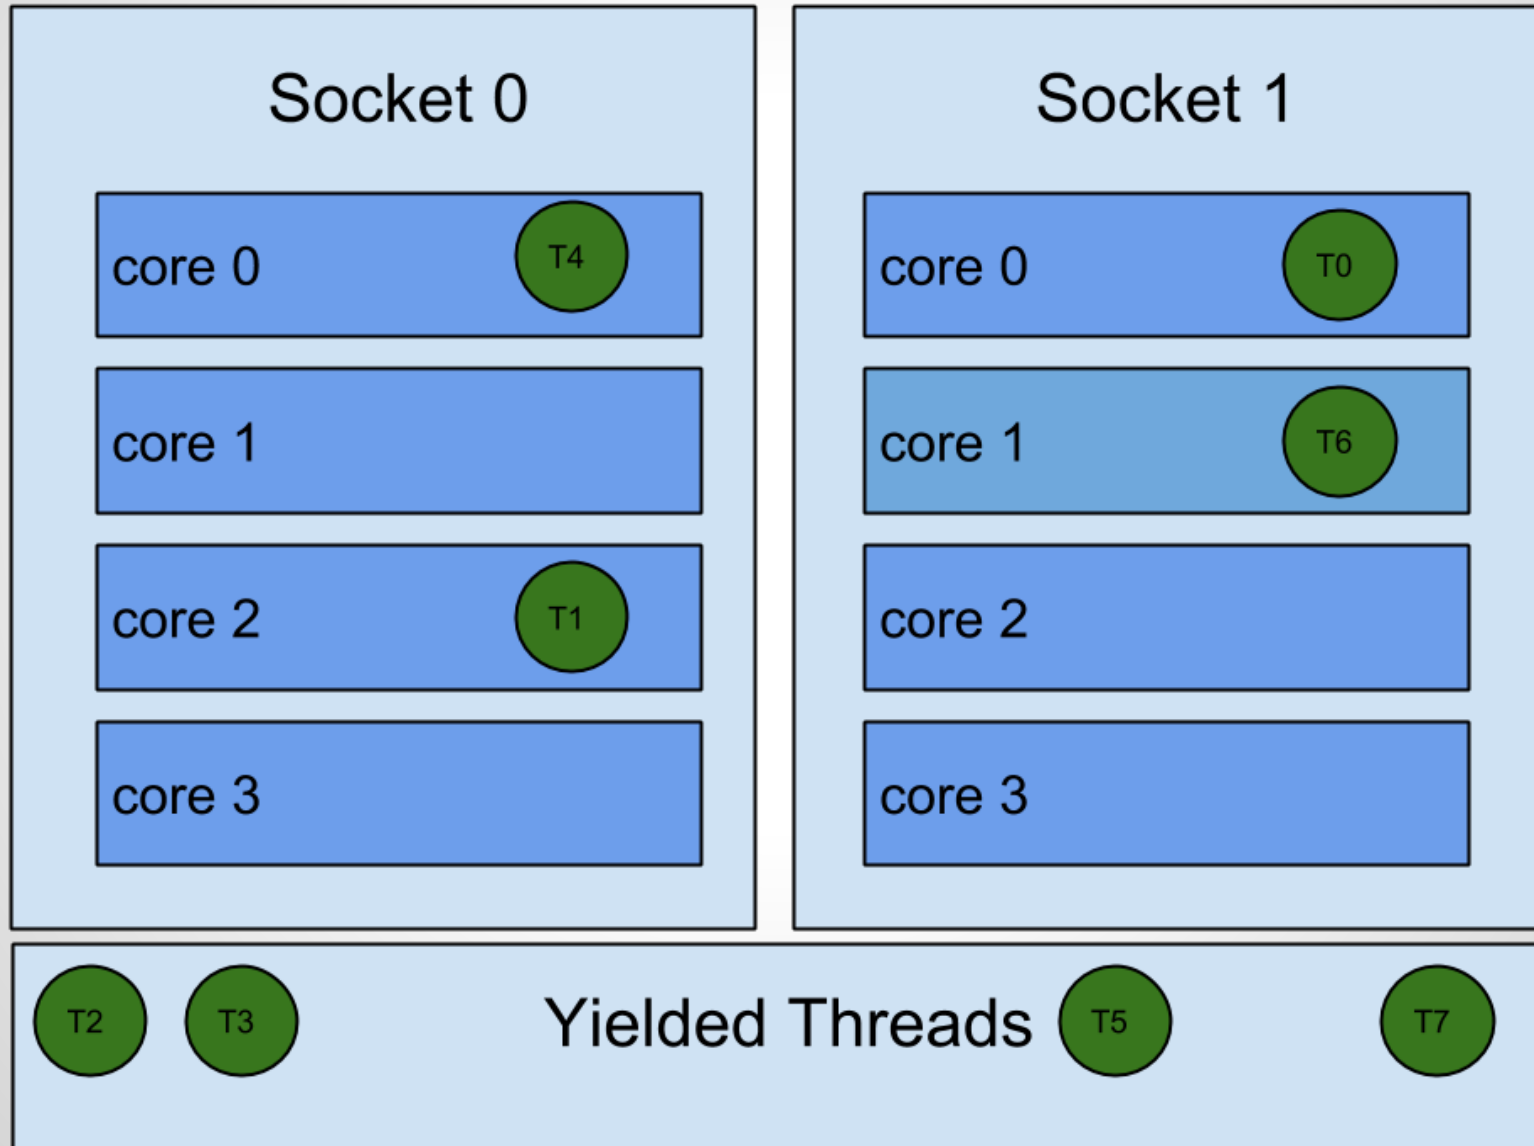 Socket 0
core 0
T4
core 1
core 2
T1
core 3
Socket 1
core 0
T0
core 1
T6
core 2
core 3
T2
T3
Yielded Threads
T5
T7